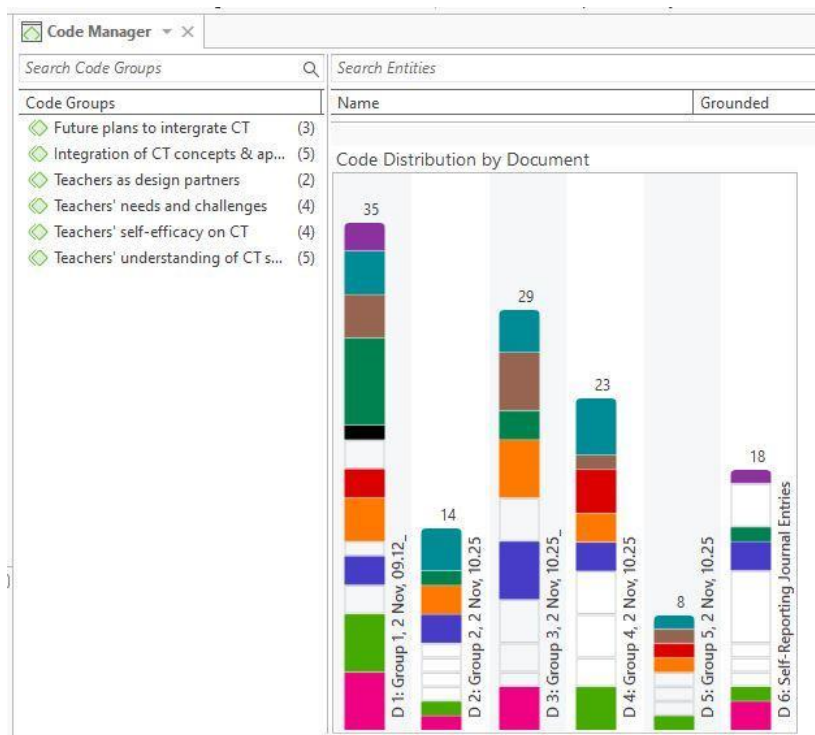 Code Manager
Search Code Groups
Search Entities
Code Groups
Name
Grounded
Future plans to intergrate CT (3)
Integration of CT concepts & ap... (5)
Teachers as design partners (2)
Teachers' needs and challenges (4)
Teachers' self-efficacy on CT (4)
Teachers' understanding of CT s... (5)
Code Distribution by Document
35
14
29
23
8
18
D 1: Group 1, 2 Nov, 09.12_
D 2: Group 2, 2 Nov, 10.25
D 3: Group 3, 2 Nov, 10.25_
D 4: Group 4, 2 Nov, 10.25
D 5: Group 5, 2 Nov, 10.25
D 6: Self-Reporting Journal Entries